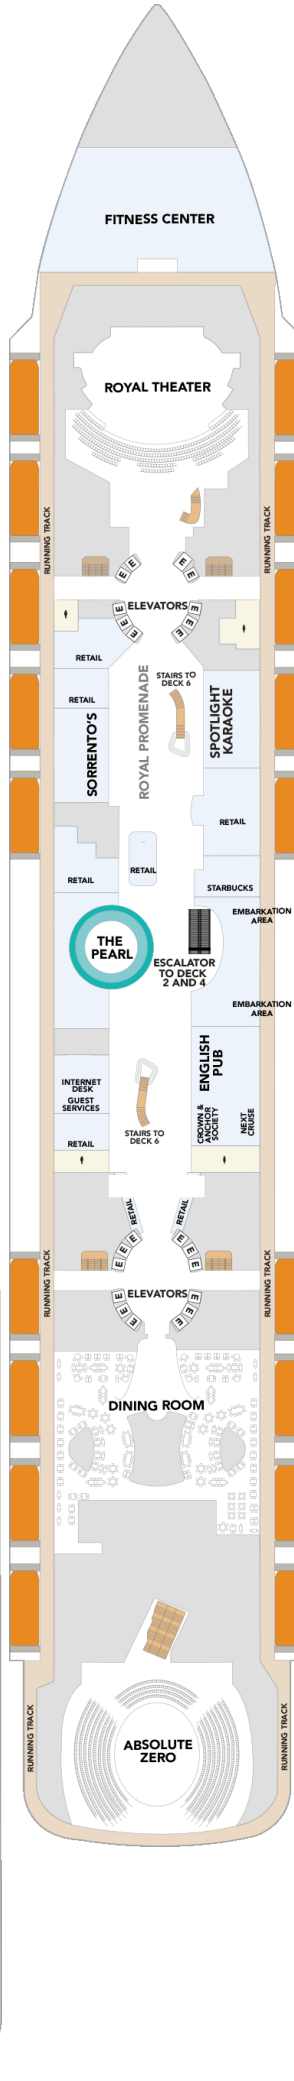 FITNESS CENTER
ROYAL THEATER
RUNNING TRACK
RUNNING TRACK
E
E
E
E
E
E
ELEVATORS
E
E
E
E
E
E
E
E
RETAIL
STAIRS TO
DECK 6
RETAIL
ROYAL PROMENADE
SORRENTO'S
SPOTLIGHT
KARAOKE
RETAIL
RETAIL
RETAIL
STARBUCKS
EMBARKATION
AREA
THE
PEARL
ESCALATOR
TO DECK
2 AND 4
EMBARKATION
AREA
ENGLISH
PUB
INTERNET
DESK
GUEST
SERVICES
CROWN &
ANCHOR
SOCIETY
NEXT
CRUISE
STAIRS TO
DECK 6
RETAIL
RETAIL
RETAIL
RUNNING TRACK
RUNNING TRACK
E
E
E
E
E
E
E
E
ELEVATORS
E
E
E
E
E
E
E
E
DINING ROOM
RUNNING TRACK
RUNNING TRACK
ABSOLUTE
ZERO